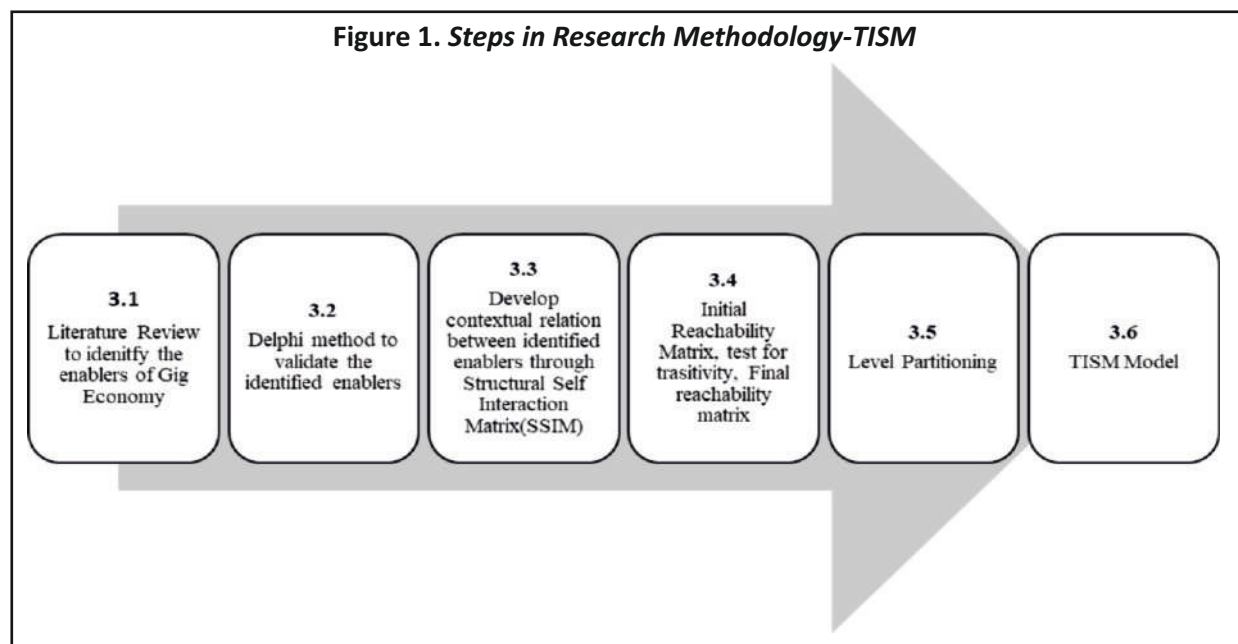 Figure 1. Steps in Research Methodology-TISM
3.1
Literature Review
to idenitfy the
enablers of Gig
Economy
3.2
Delphi method to
validate the
identified enablers
3.3
Develop
contextual relation
between identified
enablers through
Structural Self
Interaction
Matrix(SSIM)
3.4
Initial
Reachability
Matrix, test for
trasitivity, Final
reachability
matrix
3.5
Level Partitioning
3.6
TISM Model